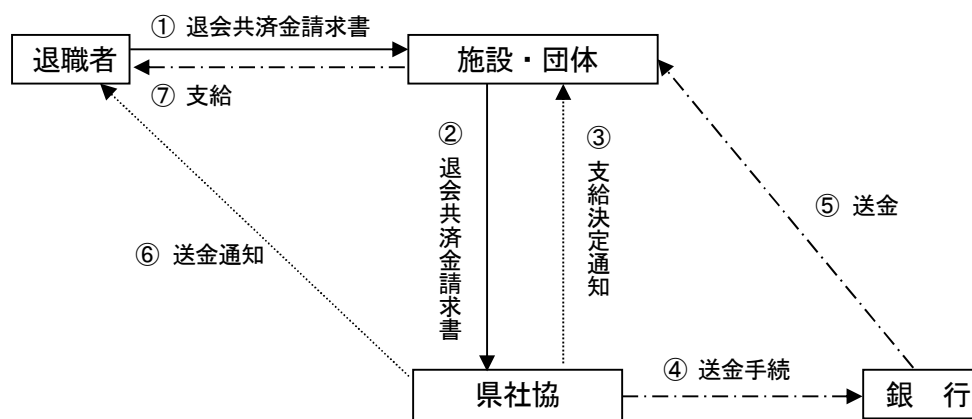 ① 退会共済金請求書
退職者
施設・団体
⑦ 支給
② 退会共済金請求書
③ 支給決定通知
⑤ 送金
⑥ 送金通知
④ 送金手続
県社協
銀　行